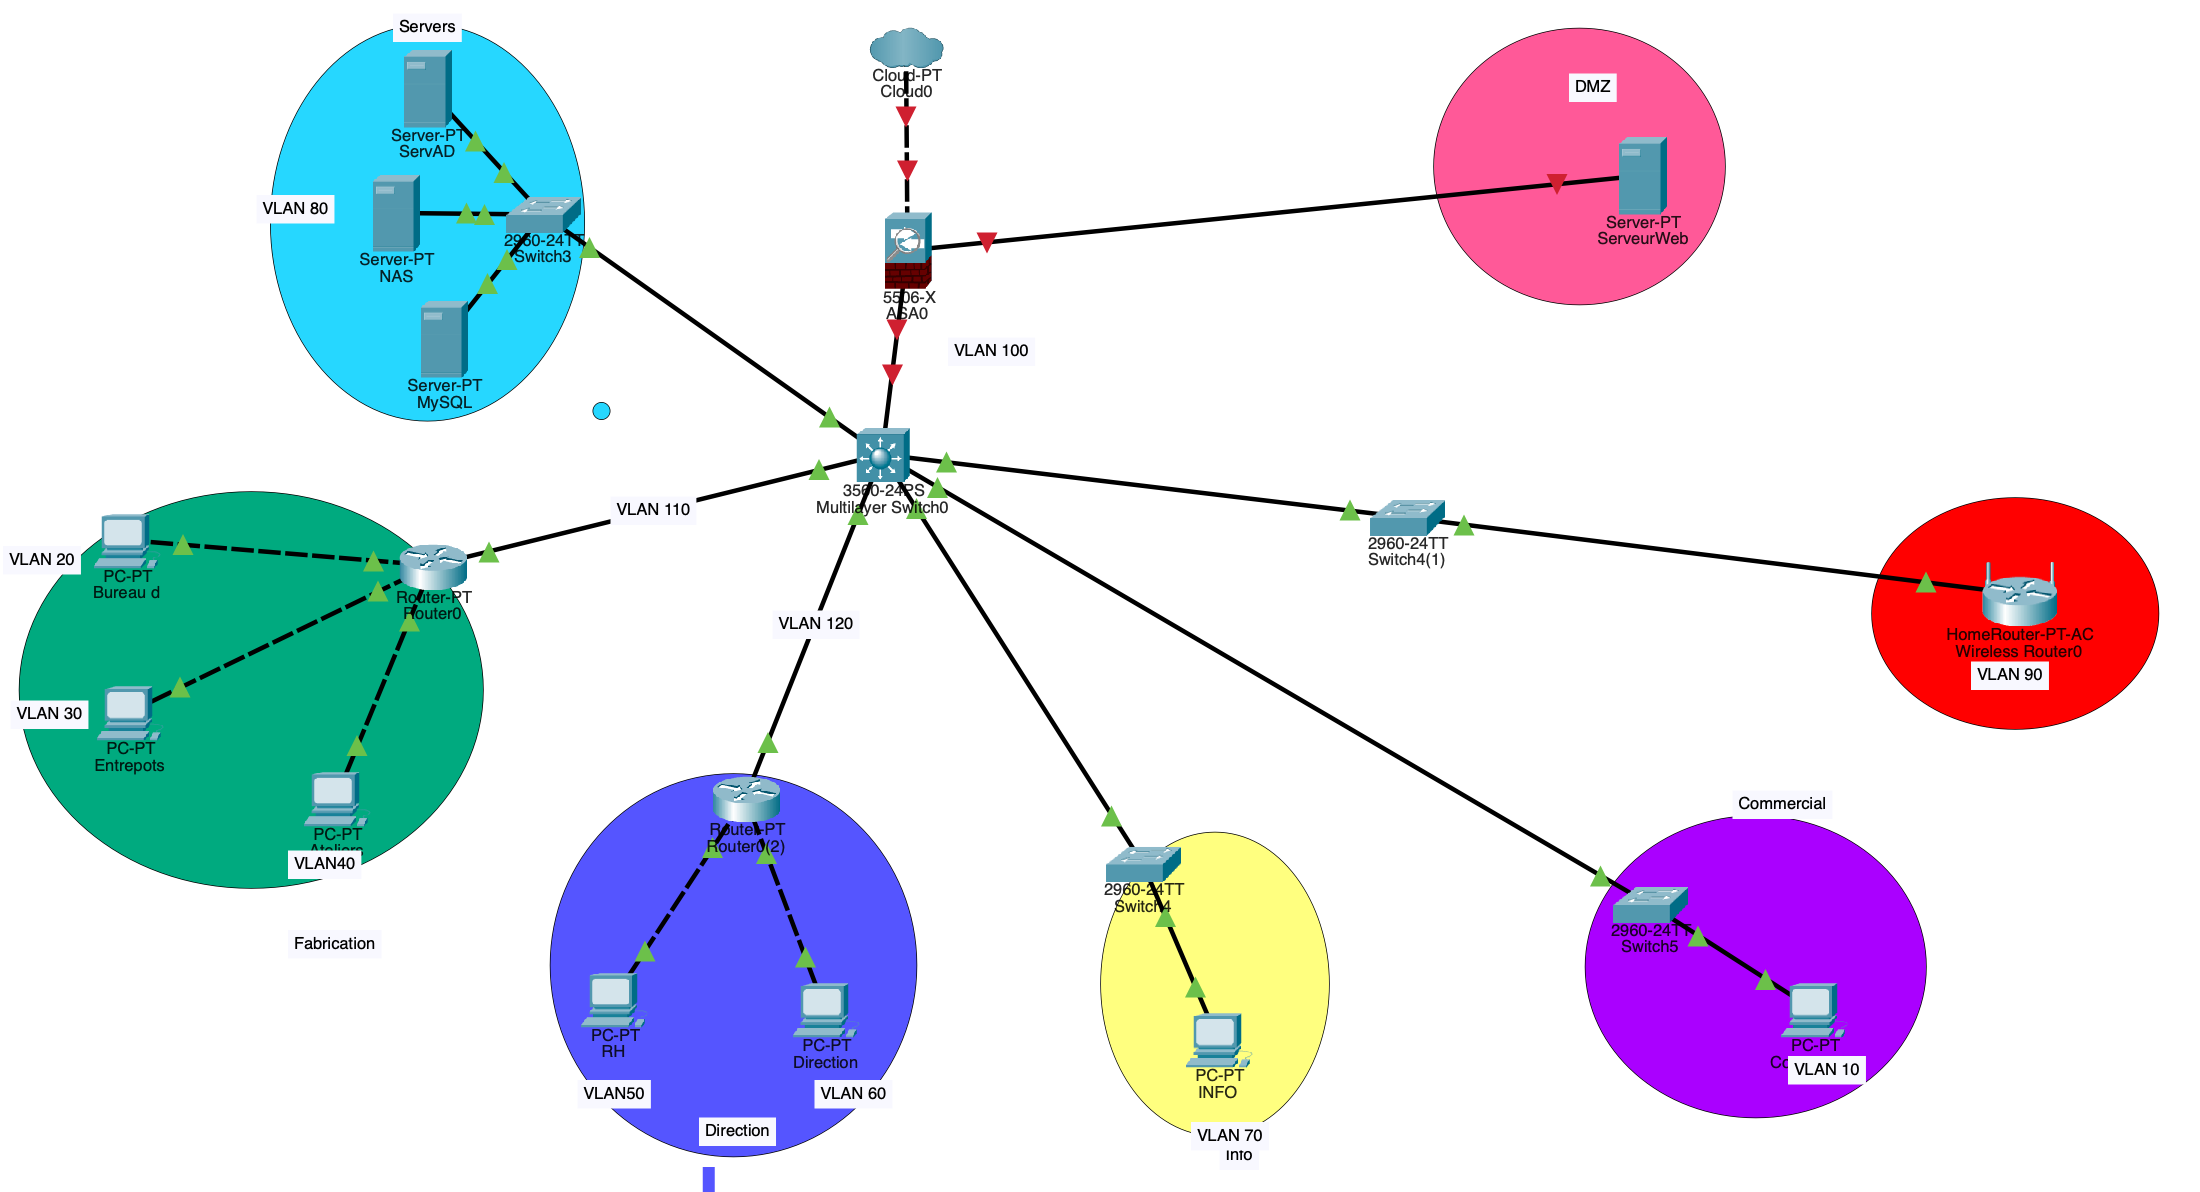 Servers
Server-PT
ServAD
VLAN 80
Server-PT
NAS
2960-24TT
Switch3
Server-PT
MySQL
Cloud-PT
Cloud0
5506-X
ASA0
VLAN 100
DMZ
Server-PT
ServeurWeb
3560-24PS
Multilayer Switch0
VLAN 110
VLAN 20
PC-PT
Bureau d
Router-PT
Router0
VLAN 30
PC-PT
Entrepots
PC-PT
Ateliers
VLAN40
Fabrication
VLAN 120
Router-PT
Router0(2)
PC-PT
RH
VLAN50
PC-PT
Direction
VLAN 60
Direction
2960-24TT
Switch4
PC-PT
INFO
VLAN 70
Info
2960-24TT
Switch4(1)
HomeRouter-PT-AC
Wireless Router0
VLAN 90
Commercial
2960-24TT
Switch5
PC-PT
VLAN 10